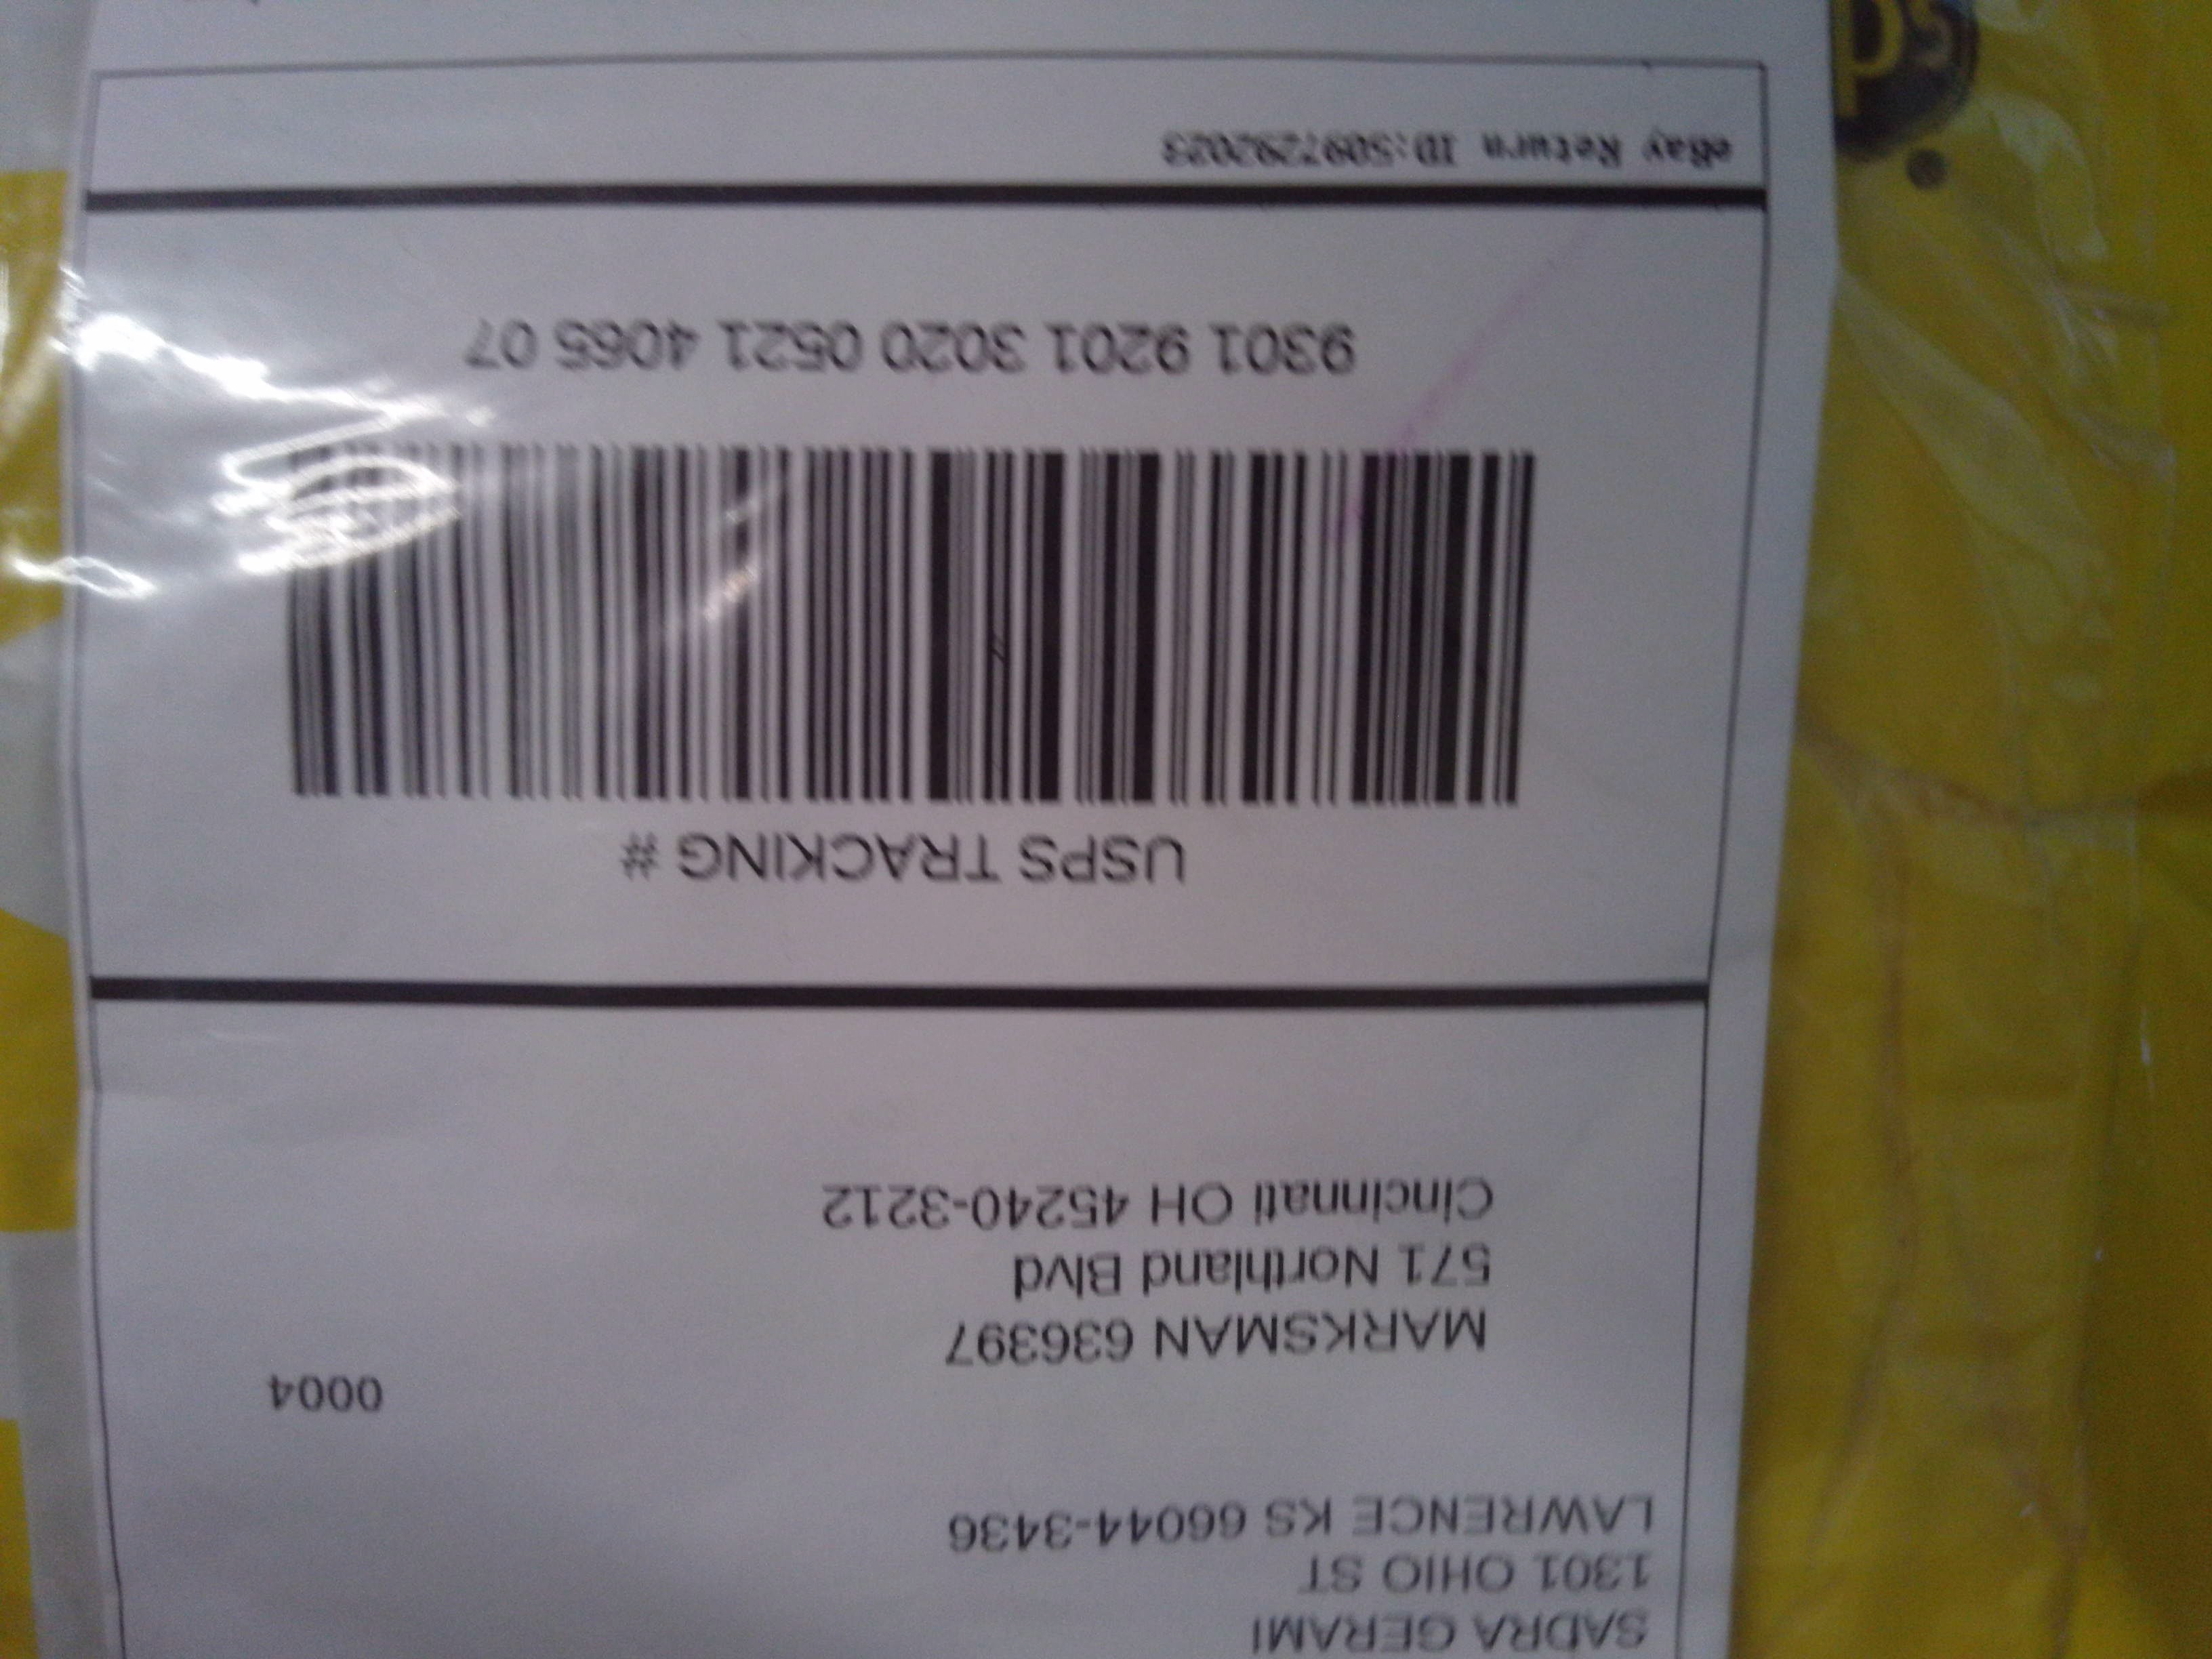 SADRA GERAMI
1301 OHIO ST
LAWRENCE KS 66044-3436
0004
MARKSMAN 636397
571 Northland Blvd
Cincinnati OH 45240-3212
USPS TRACKING #
9301 9201 3020 0521 4065 07
eBay Return ID:5097292023